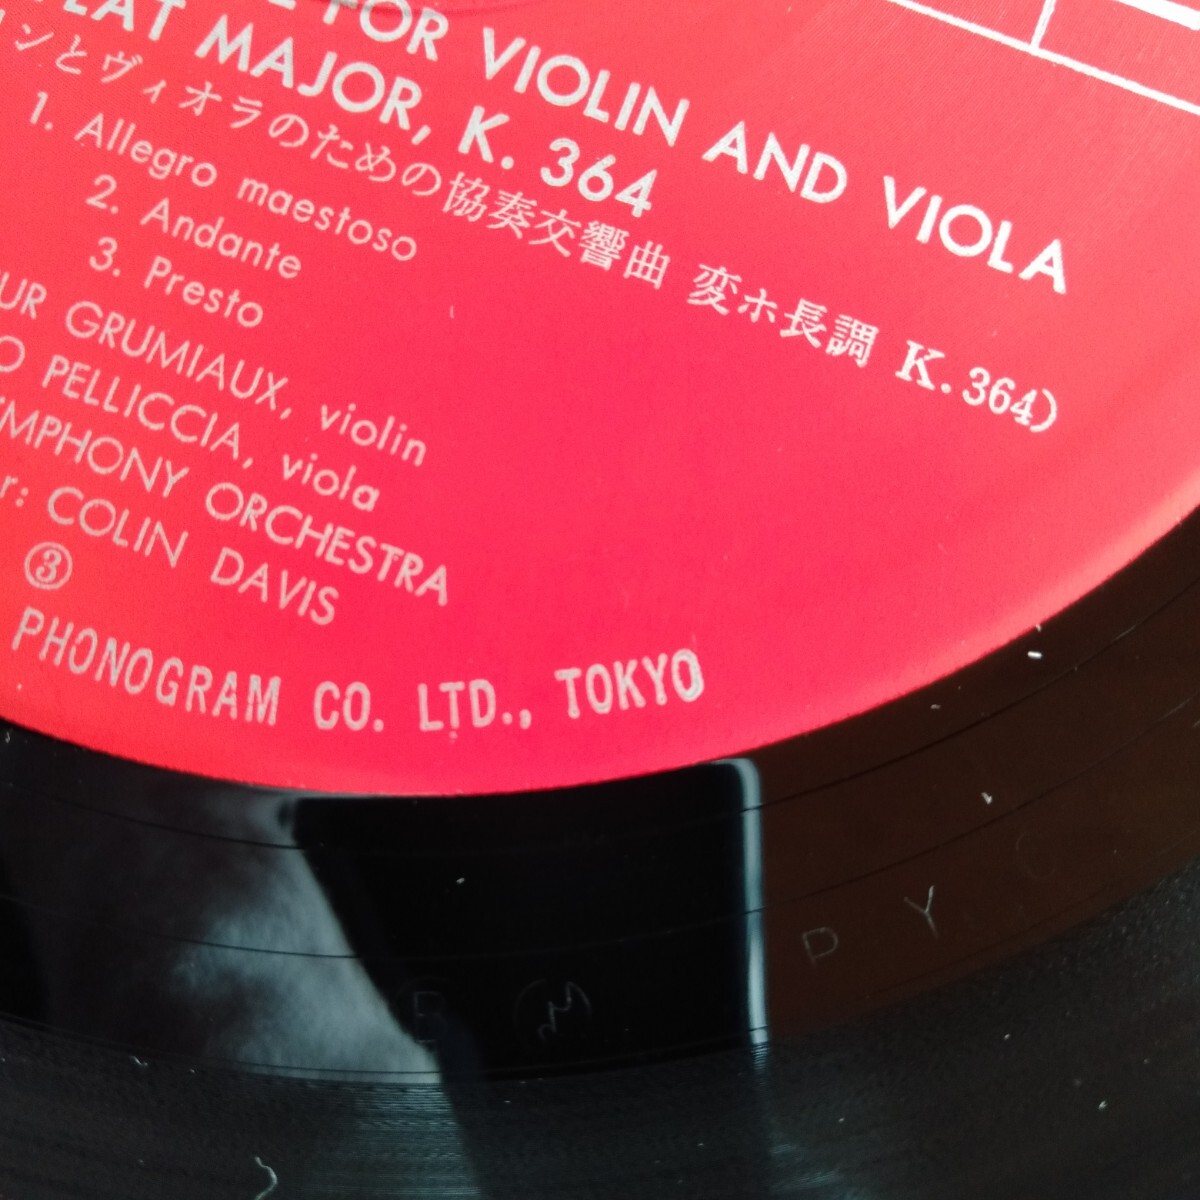 FOR VIOLIN AND VIOLA
FLAT MAJOR, K. 364
ンとヴィオラのための協奏交響曲 変ホ長調 K.364)
1. Allegro maestoso
2. Andante
3. Presto
UR GRUMIAUX, violin
O PELLICCIA, viola
YMPHONY ORCHESTRA
r: COLIN DAVIS
③
PHONOGRAM CO. LTD., TOKYO
P Y